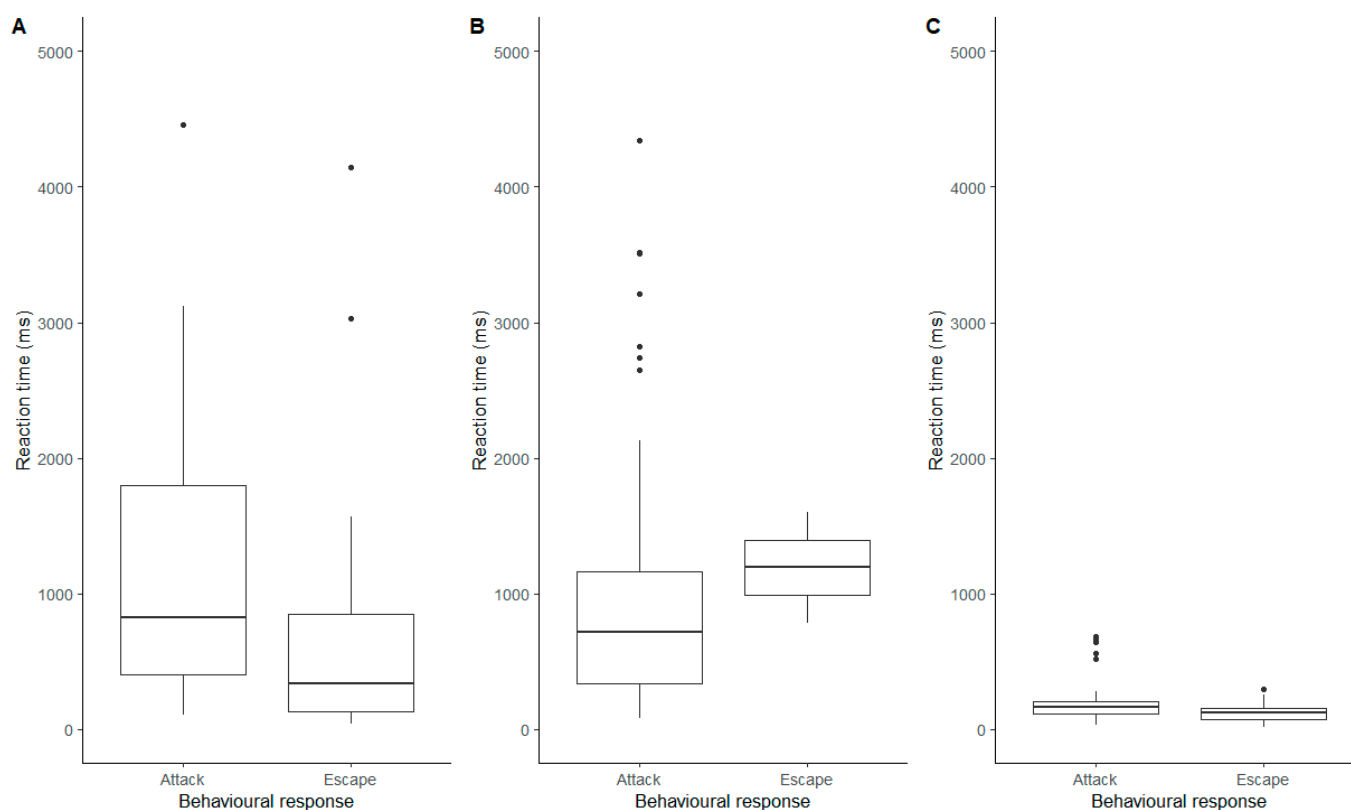 A
5000
4000
3000
2000
1000
0
Reaction time (ms)
Attack
Escape
Behavioural response
B
5000
4000
3000
2000
1000
0
Reaction time (ms)
Attack
Escape
Behavioural response
C
5000
4000
3000
2000
1000
0
Reaction time (ms)
Attack
Escape
Behavioural response